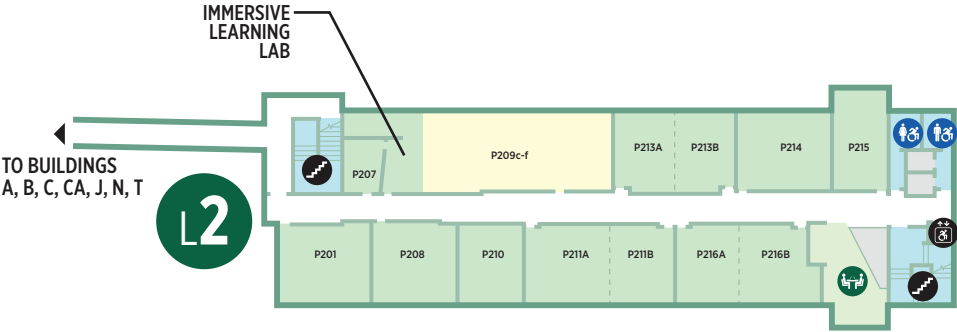 IMMERSIVE
LEARNING
LAB
TO BUILDINGS
A, B, C, CA, J, N, T
L2
P207
P209c-f
P213A
P213B
P214
P215
P201
P208
P210
P211A
P211B
P216A
P216B